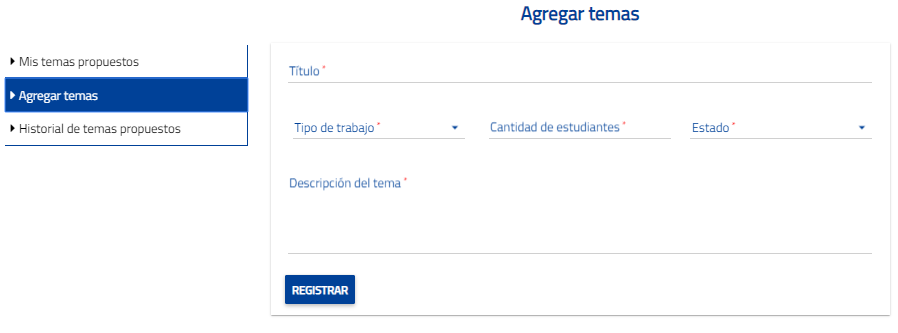 Agregar temas
Mis temas propuestos
Agregar temas
Historial de temas propuestos
Título *
Tipo de trabajo * Cantidad de estudiantes * Estado *
Descripción del tema *
REGISTRAR